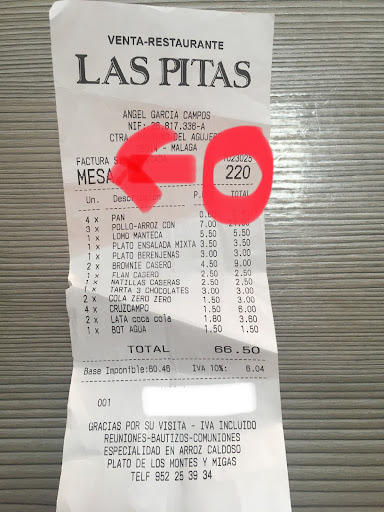 VENTA-RESTAURANTE
LAS PITAS
ANGEL GARCIA CAMPOS
NIF: 817.336-A
CTRA. DEL AGUJERO
- MALAGA
FACTURA
MESA 220
Un. P. TOTAL
4 x PAN
3 x POLLO-ARROZ CON 7.00
1 x LOMO MANTECA 5.50 5.50
1 x PLATO ENSALADA MIXTA 3.50 3.50
1 x PLATO BERENJENAS 3.00 3.00
2 x BROWNIE CASERO 4.50 9.00
1 x FLAN CASERO 2.50 2.50
1 x NATILLAS CASERAS 2.50 2.50
1 x TARTA 3 CHOCOLATES 3.00 3.00
2 x COLA ZERO ZERO 1.50 3.00
4 x CRUZCAMPO 1.50 6.00
2 x LATA coca cola 1.80 3.60
1 x BOT AGUA 1.50 1.50
TOTAL 66.50
Base Imponible:60.46 IVA 10%: 6.04
001
GRACIAS POR SU VISITA - IVA INCLUIDO
REUNIONES-BAUTIZOS-COMUNIONES
ESPECIALIDAD EN ARROZ CALDOSO
PLATO DE LOS MONTES Y MIGAS
TELF 952 25 39 34